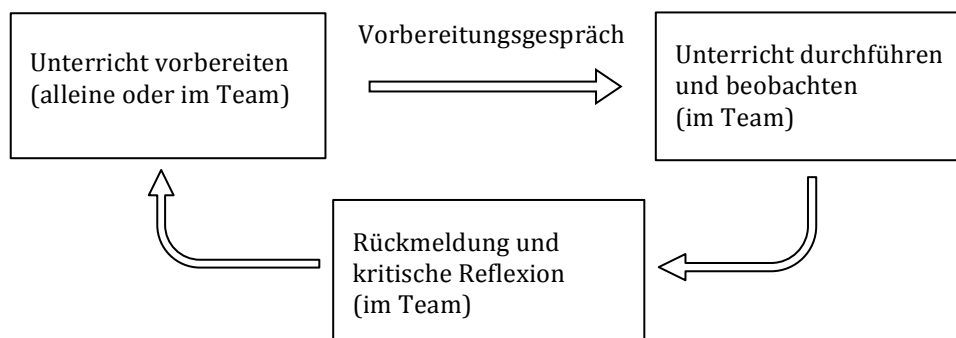 Unterricht vorbereiten
(alleine oder im Team)
Vorbereitungsgespräch
Unterricht durchführen
und beobachten
(im Team)
Rückmeldung und
kritische Reflexion
(im Team)